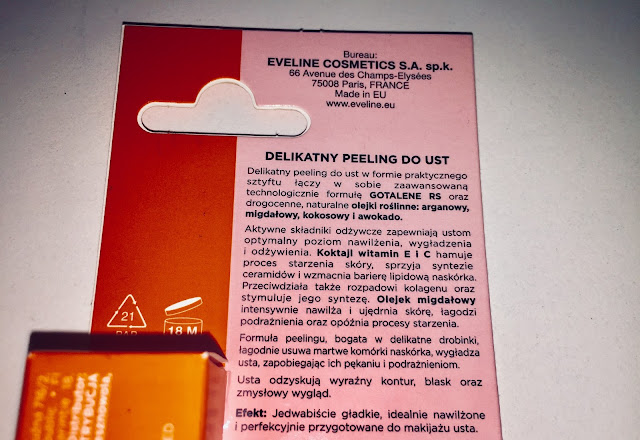 Bureau:
EVELINE COSMETICS S.A. sp.k.
66 Avenue des Champs-Elysées
75008 Paris, FRANCE
Made in EU
www.eveline.eu
DELIKATNY PEELING DO UST
Delikatny peeling do ust w formie praktycznego
sztyftu łączy w sobie zaawansowaną
technologicznie formułę GOTALENE RS oraz
drogocenne, naturalne olejki roślinne: arganowy,
migdałowy, kokosowy i awokado.
Aktywne składniki odżywcze zapewniają ustom
optymalny poziom nawilżenia, wygładzenia
i odżywienia. Koktajl witamin E i C hamuje
proces starzenia skóry, sprzyja syntezie
ceramidów i wzmacnia barierę lipidową naskórka.
Przeciwdziała także rozpadowi kolagenu oraz
stymuluje jego syntezę. Olejek migdałowy
intensywnie nawilża i ujędrnia skórę, łagodzi
podrażnienia oraz opóźnia procesy starzenia.
Formuła peelingu, bogata w delikatne drobinki,
łagodnie usuwa martwe komórki naskórka, wygładza
usta, zapobiegając ich pękaniu i podrażnieniom.
Usta odzyskują wyraźny kontur, blask oraz
zmysłowy wygląd.
Efekt: Jedwabiście gładkie, idealnie nawilżone
i perfekcyjnie przygotowane do makijażu usta.
21
PAP
18 M